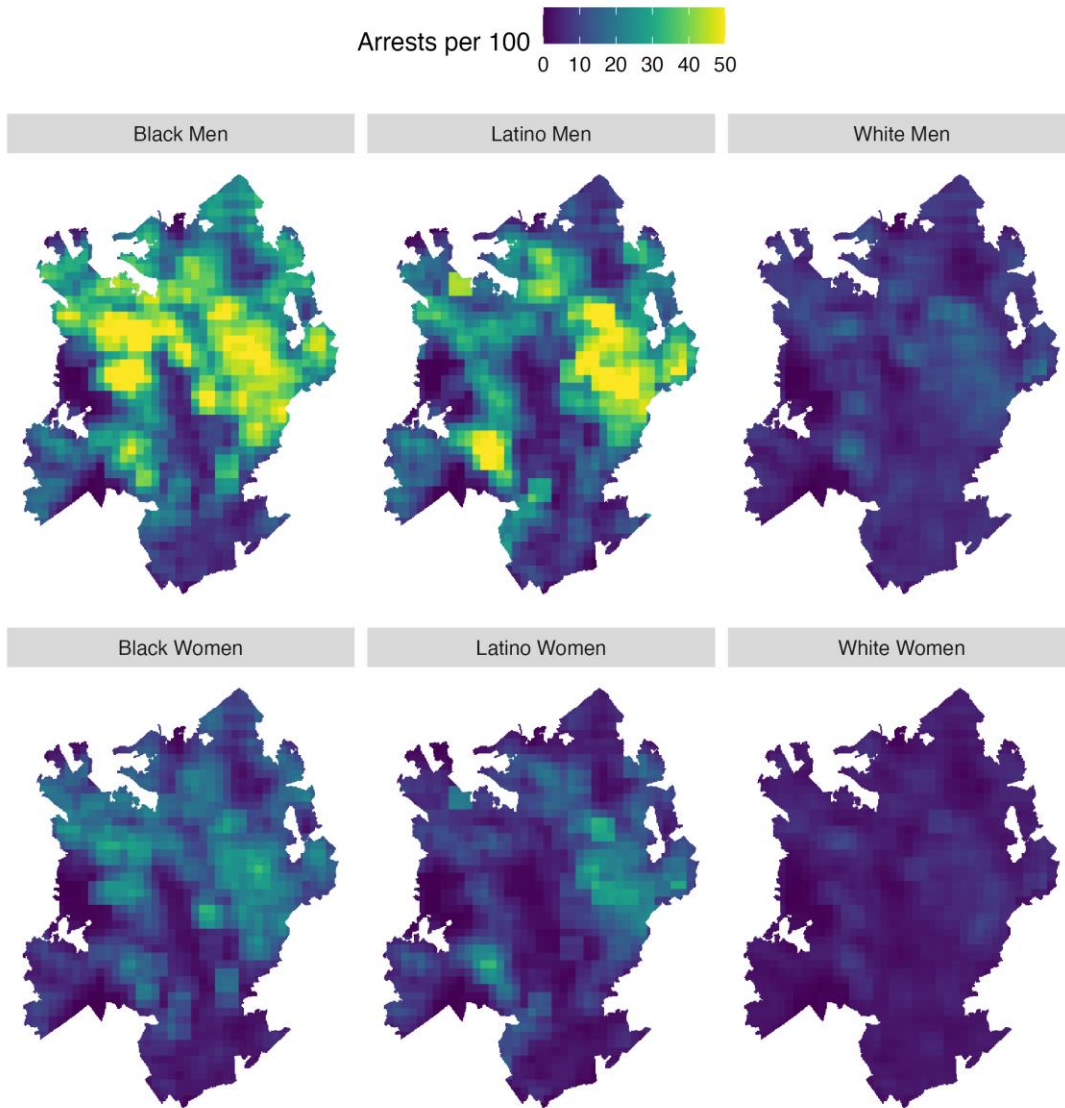 Arrests per 100
0 10 20 30 40 50
Black Men
Latino Men
White Men
Black Women
Latino Women
White Women